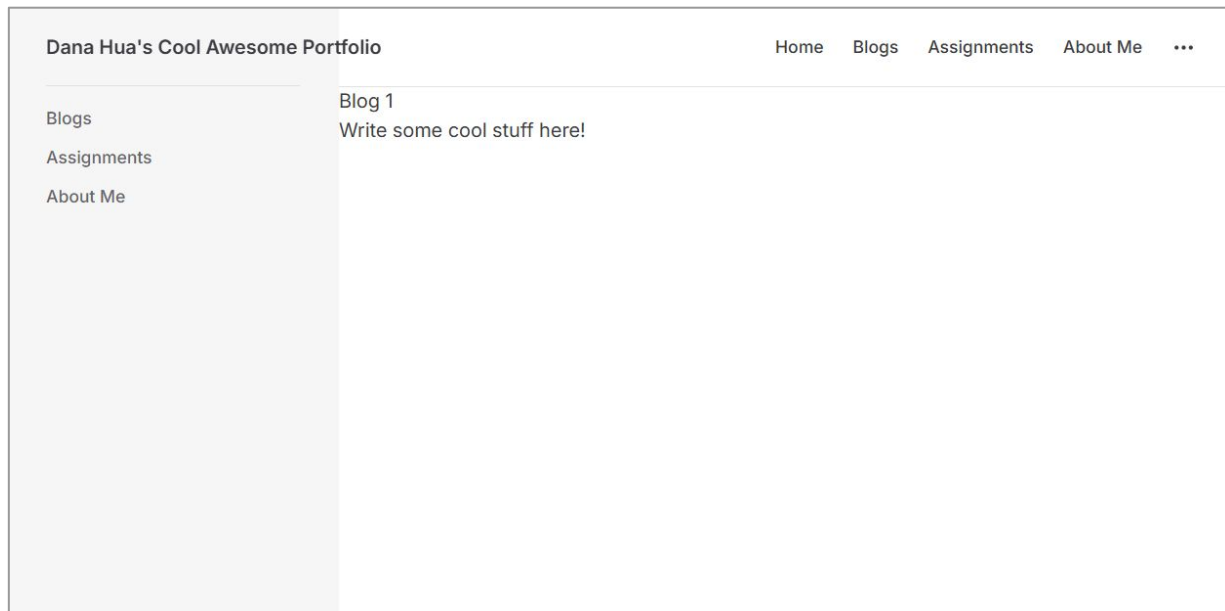 Dana Hua's Cool Awesome Portfolio
Home Blogs Assignments About Me ...
Blogs
Assignments
About Me
Blog 1
Write some cool stuff here!